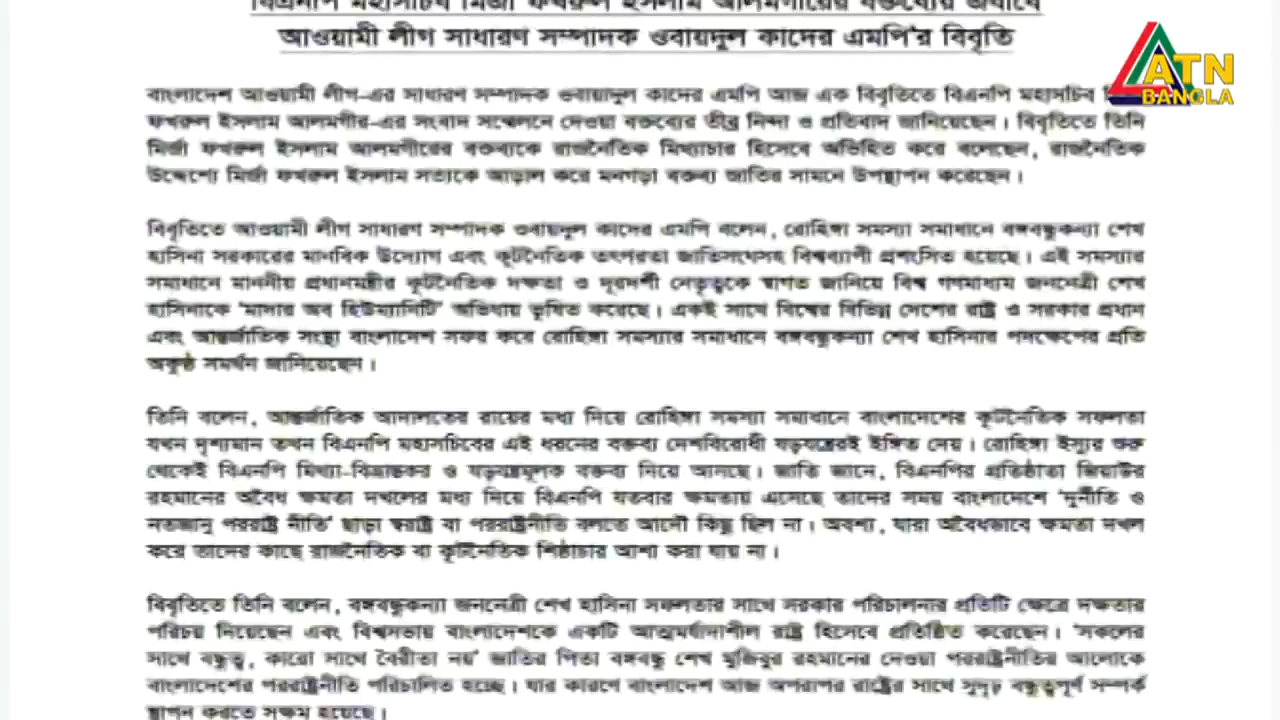 বিএনপি মহাসচিব মির্জা ফখরুল ইসলাম আলমগীরের বক্তব্যের জবাবে
আওয়ামী লীগ সাধারণ সম্পাদক ওবায়দুল কাদের এমপি'র বিবৃতি
ATN
BANGLA
বাংলাদেশ আওয়ামী লীগ-এর সাধারণ সম্পাদক ওবায়দুল কাদের এমপি আজ এক বিবৃতিতে বিএনপি মহাসচিব
ফখরুল ইসলাম আলমগীর-এর সংবাদ সম্মেলনে দেওয়া বক্তব্যের তীব্র নিন্দা ও প্রতিবাদ জানিয়েছেন। বিবৃতিতে তিনি
মির্জা ফখরুল ইসলাম আলমগীরের বক্তব্যকে রাজনৈতিক মিথ্যাচার হিসেবে অভিহিত করে বলেছেন, রাজনৈতিক
উদ্দেশ্যে মির্জা ফখরুল ইসলাম সত্যকে আড়াল করে মনগড়া বক্তব্য জাতির সামনে উপস্থাপন করেছেন।
বিবৃতিতে আওয়ামী লীগ সাধারণ সম্পাদক ওবায়দুল কাদের এমপি বলেন, রোহিঙ্গা সমস্যা সমাধানে বঙ্গবন্ধুকন্যা শেখ
হাসিনা সরকারের মানবিক উদ্যোগ এবং কূটনৈতিক তৎপরতা জাতিসংঘসহ বিশ্বব্যাপী প্রশংসিত হয়েছে। এই সমস্যার
সমাধানে মাননীয় প্রধানমন্ত্রীর কূটনৈতিক দক্ষতা ও দূরদর্শী নেতৃত্বকে স্বাগত জানিয়ে বিশ্ব গণমাধ্যম জননেত্রী শেখ
হাসিনাকে 'মাদার অব হিউম্যানিটি' অভিধায় ভূষিত করেছে। একই সাথে বিশ্বের বিভিন্ন দেশের রাষ্ট্র ও সরকার প্রধান
এবং আন্তর্জাতিক সংস্থা বাংলাদেশ সফর করে রোহিঙ্গা সমস্যার সমাধানে বঙ্গবন্ধুকন্যা শেখ হাসিনার পদক্ষেপের প্রতি
অকুণ্ঠ সমর্থন জানিয়েছেন।
তিনি বলেন, আন্তর্জাতিক আদালতের রায়ের মধ্য দিয়ে রোহিঙ্গা সমস্যা সমাধানে বাংলাদেশের কূটনৈতিক সফলতা
যখন দৃশ্যমান তখন বিএনপি মহাসচিবের এই ধরনের বক্তব্য দেশবিরোধী ষড়যন্ত্রেরই ইঙ্গিত দেয়। রোহিঙ্গা ইস্যুর শুরু
থেকেই বিএনপি মিথ্যা-বিভ্রান্তকর ও ষড়যন্ত্রমূলক বক্তব্য দিয়ে আসছে। জাতি জানে, বিএনপির প্রতিষ্ঠাতা জিয়াউর
রহমানের অবৈধ ক্ষমতা দখলের মধ্য দিয়ে বিএনপি যতবার ক্ষমতায় এসেছে তাদের সময় বাংলাদেশে 'দুর্নীতি ও
নতজানু পররাষ্ট্র নীতি' ছাড়া স্বরাষ্ট্র বা পররাষ্ট্রনীতি বলতে আদৌ কিছু ছিল না। অবশ্য, যারা অবৈধভাবে ক্ষমতা দখল
করে তাদের কাছে রাজনৈতিক বা কূটনৈতিক শিষ্টাচার আশা করা যায় না।
বিবৃতিতে তিনি বলেন, বঙ্গবন্ধুকন্যা জননেত্রী শেখ হাসিনা সফলতার সাথে সরকার পরিচালনার প্রতিটি ক্ষেত্রে দক্ষতার
পরিচয় দিয়েছেন এবং বিশ্বসভায় বাংলাদেশকে একটি আত্মমর্যাদাশীল রাষ্ট্র হিসেবে প্রতিষ্ঠিত করেছেন। 'সকলের
সাথে বন্ধুত্ব, কারো সাথে বৈরীতা নয়' জাতির পিতা বঙ্গবন্ধু শেখ মুজিবুর রহমানের দেওয়া পররাষ্ট্রনীতির আলোকে
বাংলাদেশের পররাষ্ট্রনীতি পরিচালিত হচ্ছে। যার কারণে বাংলাদেশ আজ অপরাপর রাষ্ট্রের সাথে সুদৃঢ় বন্ধুত্বপূর্ণ সম্পর্ক
স্থাপন করতে সক্ষম হয়েছে।